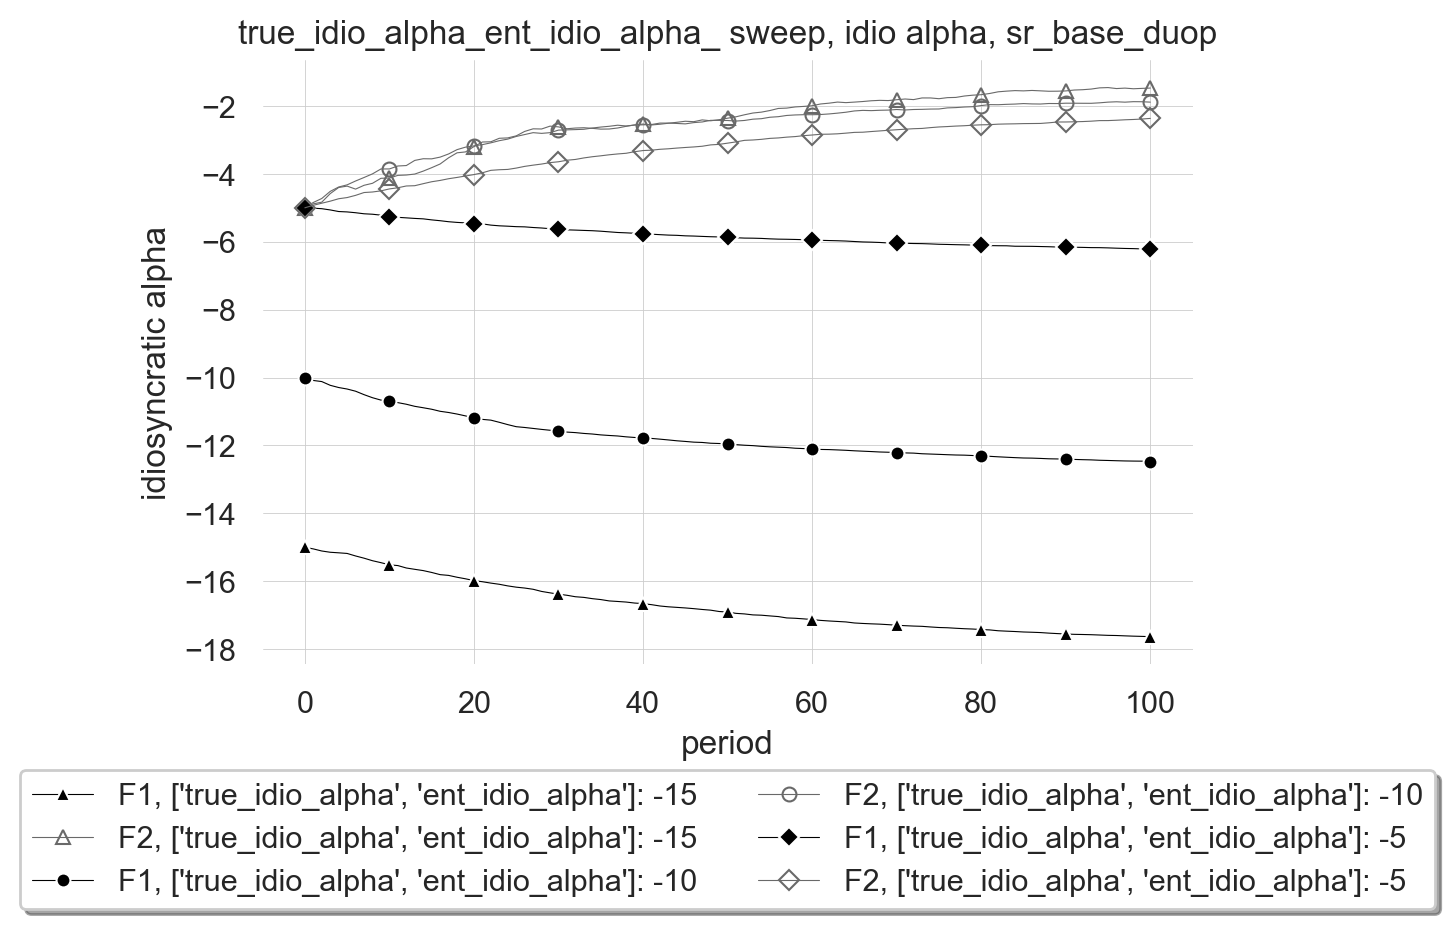 true_idio_alpha_ent_idio_alpha_ sweep, idio alpha, sr_base_duop
−2
−4
−6
−8
−10
−12
−14
−16
−18
idiosyncratic alpha
0 20 40 60 80 100
period
F1, ['true_idio_alpha', 'ent_idio_alpha']: -15
F2, ['true_idio_alpha', 'ent_idio_alpha']: -15
F1, ['true_idio_alpha', 'ent_idio_alpha']: -10
F2, ['true_idio_alpha', 'ent_idio_alpha']: -10
F1, ['true_idio_alpha', 'ent_idio_alpha']: -5
F2, ['true_idio_alpha', 'ent_idio_alpha']: -5